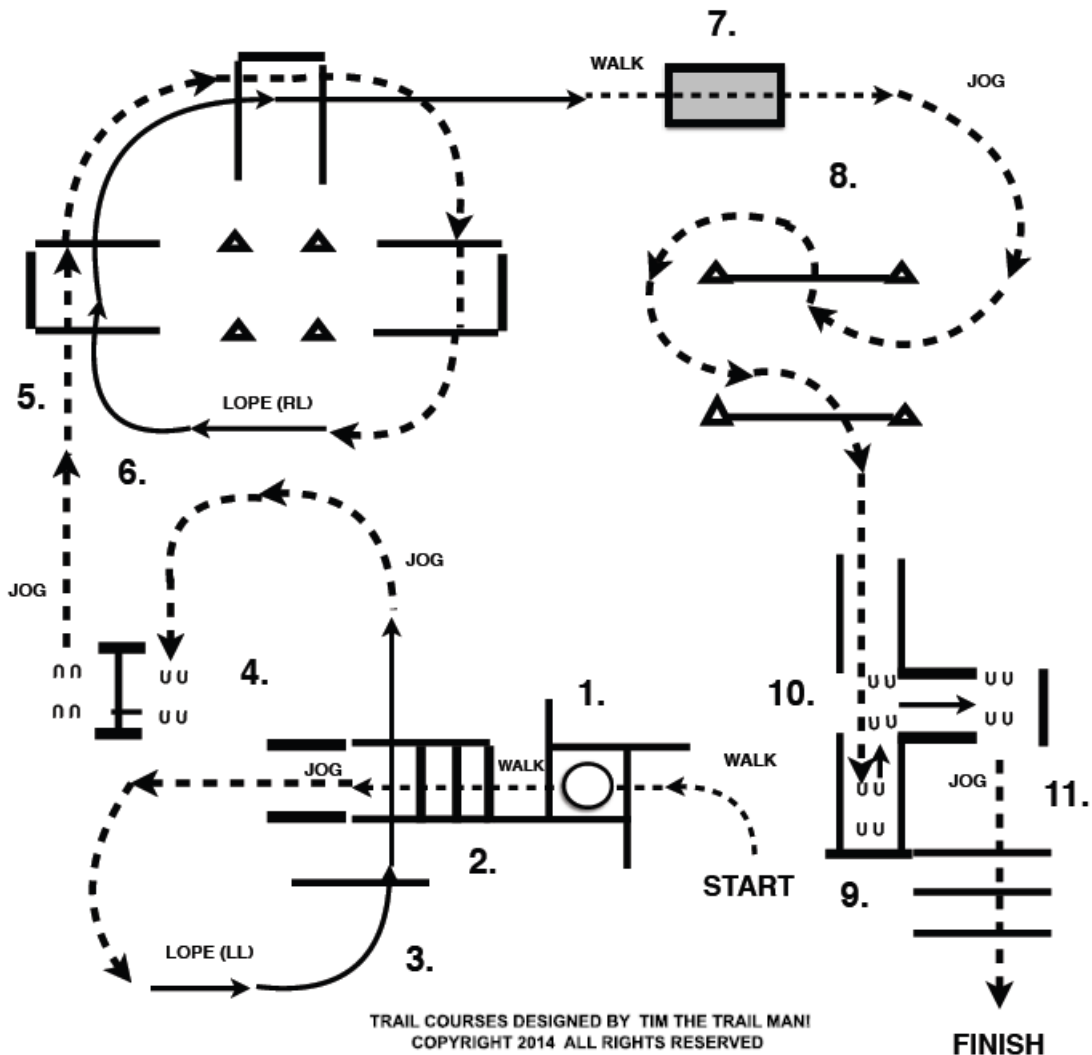 7.
WALK
JOG
8.
5.
LOPE (RL)
6.
JOG
JOG
4.
10.
1.
WALK
WALK
JOG
JOG
11.
2.
START
9.
LOPE (LL)
3.
TRAIL COURSES DESIGNED BY TIM THE TRAIL MAN!
COPYRIGHT 2014 ALL RIGHTS RESERVED
FINISH